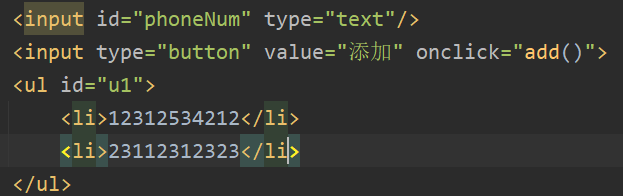 <input id="phoneNum" type="text"/>
<input type="button" value="添加" onclick="add()">
<ul id="u1">
    <li>12312534212</li>
    <li>23112312323</li>
</ul>